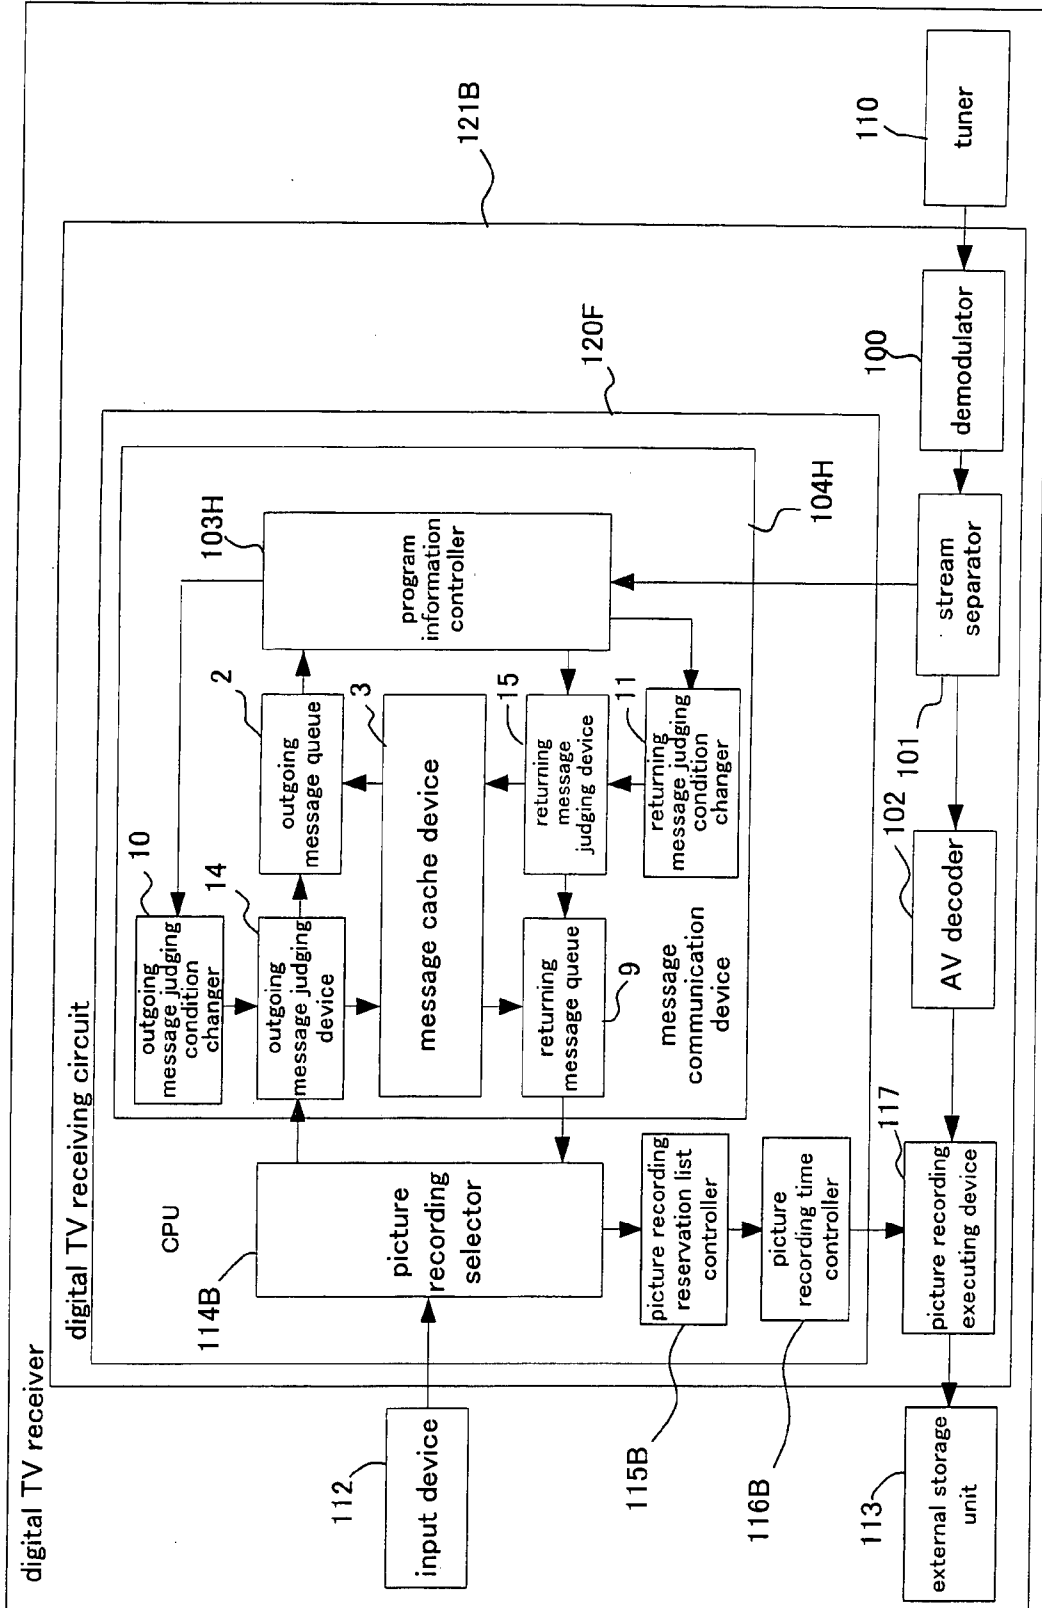 digital TV receiver
digital TV receiving circuit
121B
CPU
120F
10
outgoing
message judging
condition
changer
14
outgoing
message judging
device
2
outgoing
message queue
103H
program
information
controller
3
message cache device
114B
picture
recording
selector
112
input device
returning
message queue
9
15
returning
message
judging device
11
returning
message judging
condition
changer
message
communication
device
104H
115B
picture recording
reservation list
controller
116B
picture
recording time
controller
113
external storage
unit
117
picture recording
executing device
102
AV decoder
101
stream
separator
100
demodulator
110
tuner